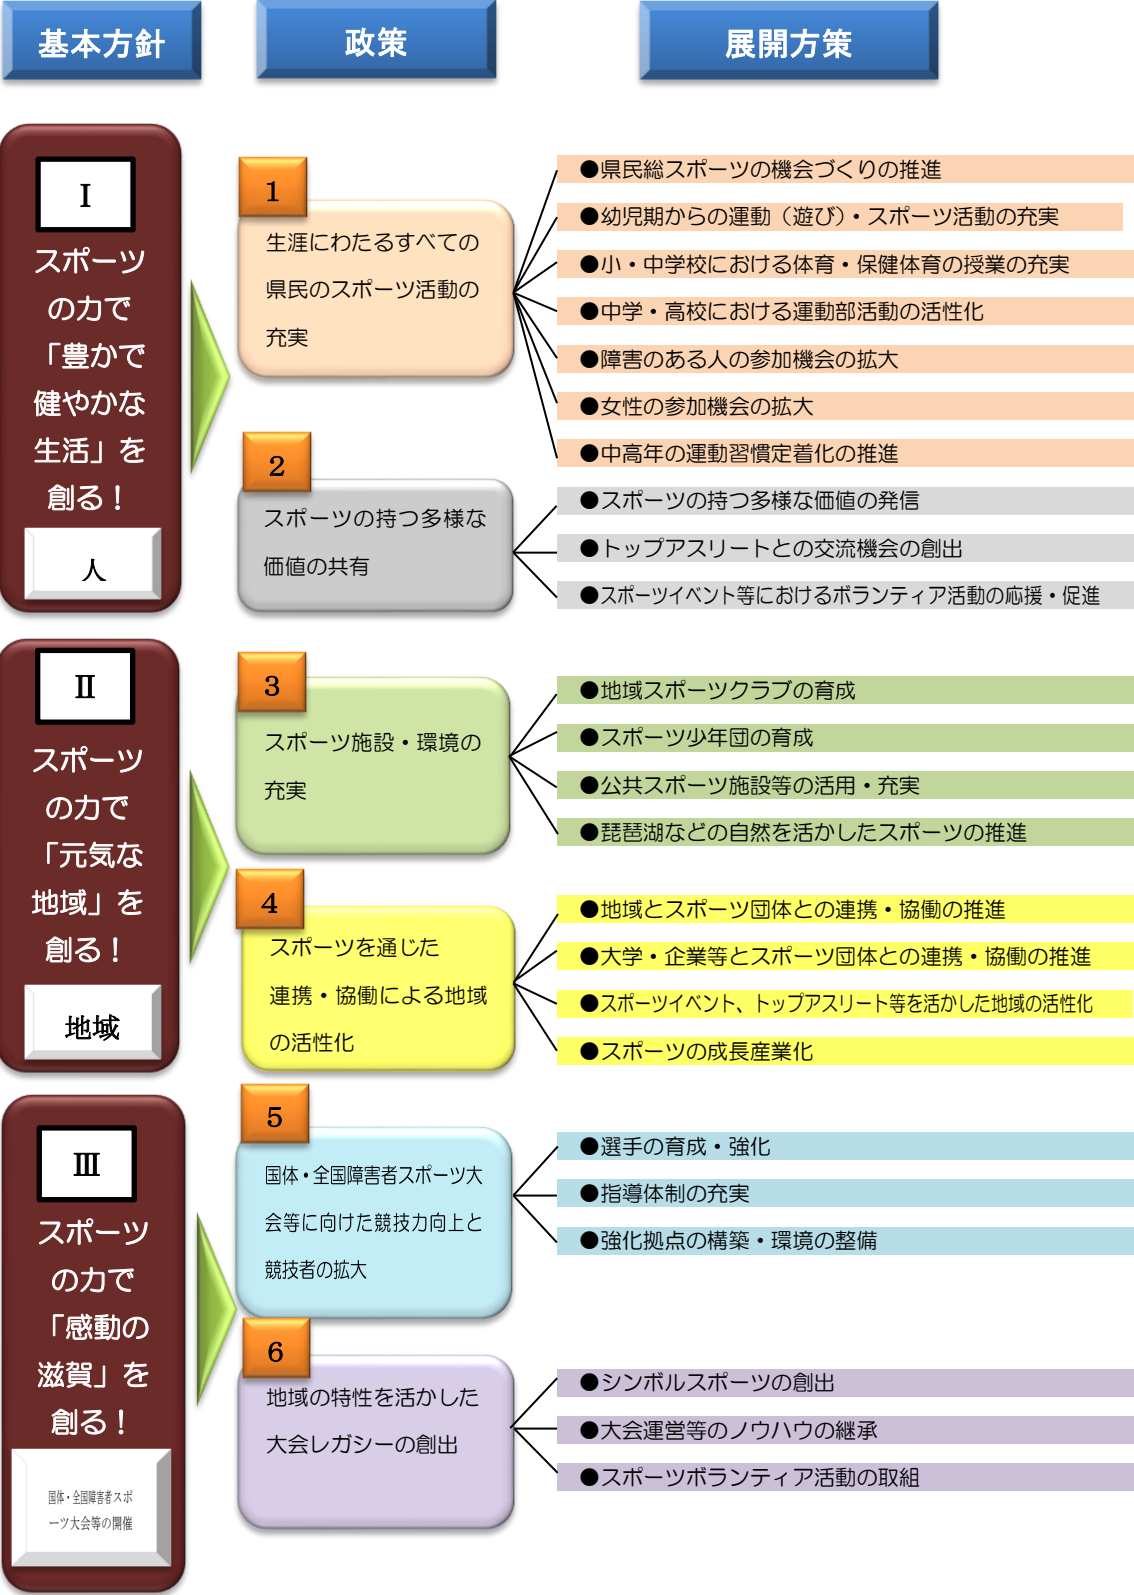 基本方針
政策
展開方策
Ⅰ
スポーツ
の力で
「豊かで
健やかな
生活」を
創る！
人
1
生涯にわたるすべての
県民のスポーツ活動の
充実
●県民総スポーツの機会づくりの推進
●幼児期からの運動（遊び）・スポーツ活動の充実
●小・中学校における体育・保健体育の授業の充実
●中学・高校における運動部活動の活性化
●障害のある人の参加機会の拡大
●女性の参加機会の拡大
●中高年の運動習慣定着化の推進
2
スポーツの持つ多様な
価値の共有
●スポーツの持つ多様な価値の発信
●トップアスリートとの交流機会の創出
●スポーツイベント等におけるボランティア活動の応援・促進
Ⅱ
スポーツ
の力で
「元気な
地域」を
創る！
地域
3
スポーツ施設・環境の
充実
●地域スポーツクラブの育成
●スポーツ少年団の育成
●公共スポーツ施設等の活用・充実
●琵琶湖などの自然を活かしたスポーツの推進
4
スポーツを通じた
連携・協働による地域
の活性化
●地域とスポーツ団体との連携・協働の推進
●大学・企業等とスポーツ団体との連携・協働の推進
●スポーツイベント、トップアスリート等を活かした地域の活性化
●スポーツの成長産業化
Ⅲ
スポーツ
の力で
「感動の
滋賀」を
創る！
国体・全国障害者スポ
ーツ大会等の開催
5
国体・全国障害者スポーツ大
会等に向けた競技力向上と
競技者の拡大
●選手の育成・強化
●指導体制の充実
●強化拠点の構築・環境の整備
6
地域の特性を活かした
大会レガシーの創出
●シンボルスポーツの創出
●大会運営等のノウハウの継承
●スポーツボランティア活動の取組